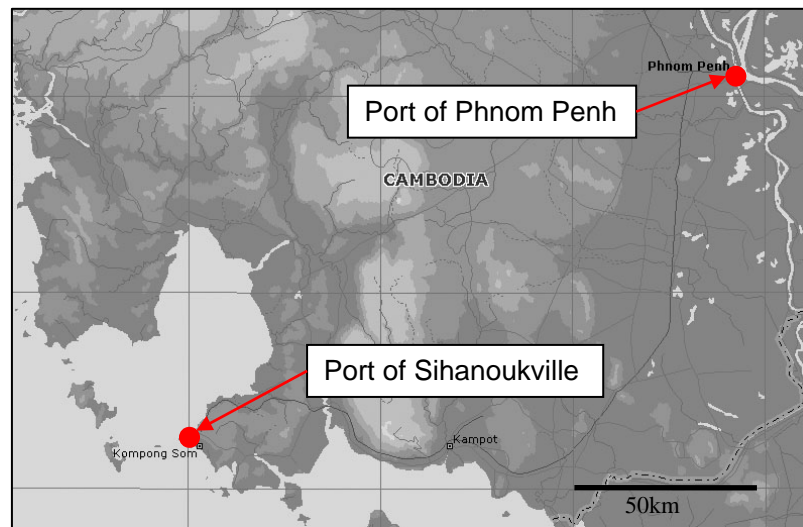 Phnom Penh
Port of Phnom Penh
CAMBODIA
Port of Sihanoukville
Kompong Som
Kampot
50km